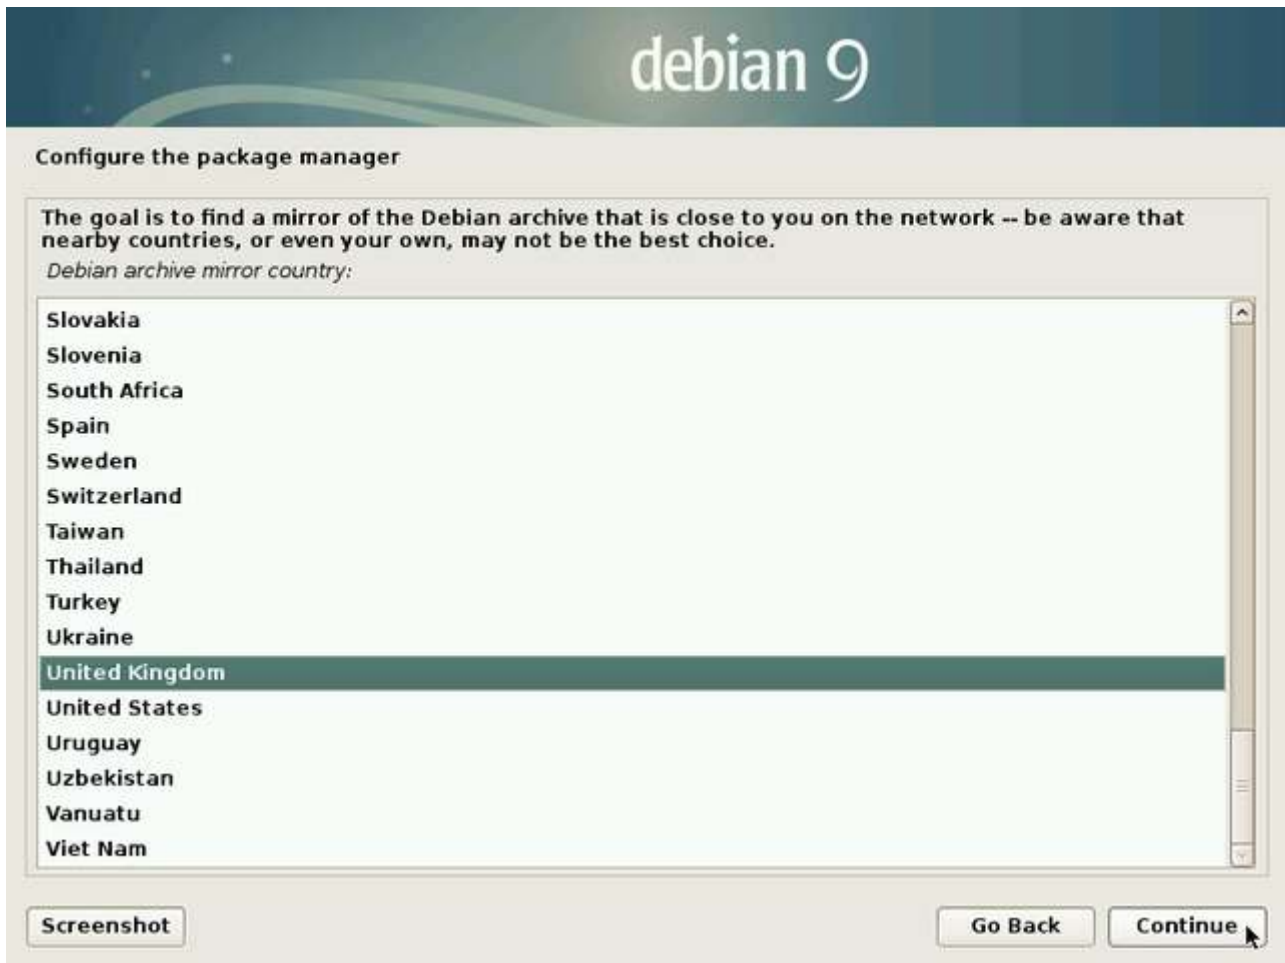 debian 9
Configure the package manager
The goal is to find a mirror of the Debian archive that is close to you on the network -- be aware that
nearby countries, or even your own, may not be the best choice.
Debian archive mirror country:
Slovakia
Slovenia
South Africa
Spain
Sweden
Switzerland
Taiwan
Thailand
Turkey
Ukraine
United Kingdom
United States
Uruguay
Uzbekistan
Vanuatu
Viet Nam
Screenshot
Go Back
Continue